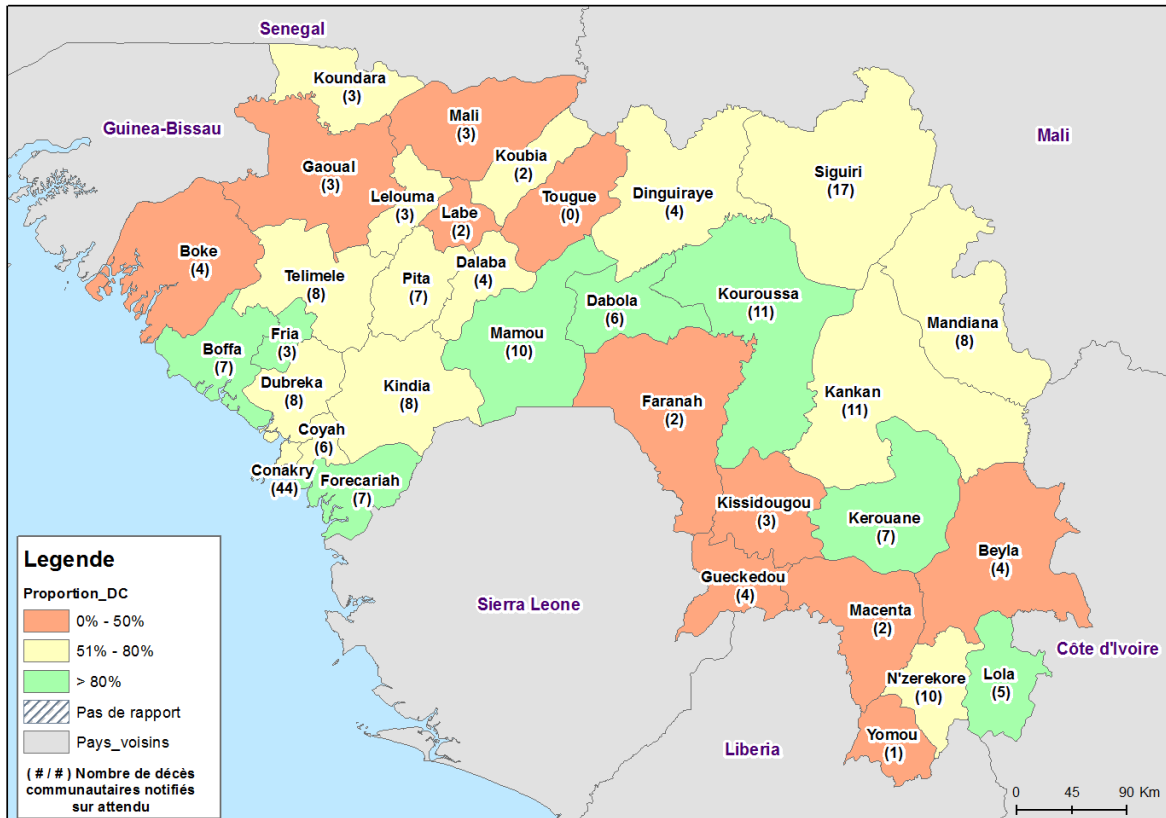 Senegal
Koundara
(3)
Guinea-Bissau
Mali
(3)
Mali
Koubia
(2)
Gaoual
(3)
Siguiri
(17)
Lelouma
(3)
Tougue
(0)
Dinguiraye
(4)
Labe
(2)
Boke
(4)
Telimele
(8)
Pita
(7)
Dalaba
(4)
Dabola
(6)
Kouroussa
(11)
Mandiana
(8)
Fria
(3)
Mamou
(10)
Boffa
(7)
Dubreka
(8)
Kindia
(8)
Kankan
(11)
Faranah
(2)
Coyah
(6)
Conakry
(44)
Forecariah
(7)
Kissidougou
(3)
Kerouane
(7)
Beyla
(4)
Gueckedou
(4)
Sierra Leone
Macenta
(2)
Côte d'Ivoire
N'zerekore
(10)
Lola
(5)
Yomou
(1)
Liberia
Legende
Proportion_DC
0% - 50%
51% - 80%
> 80%
Pas de rapport
Pays_voisins
( # / # ) Nombre de décès
communautaires notifiés
sur attendu
0 45 90 Km